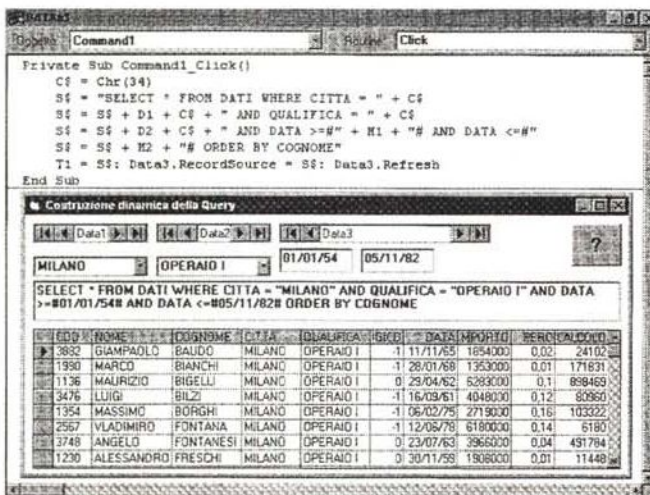 DATAx3
Oggetto: Command1 Routine: Click
Private Sub Command1_Click()
C$ = Chr(34)
S$ = "SELECT * FROM DATI WHERE CITTA = " + C$
S$ = S$ + D1 + C$ + " AND QUALIFICA = " + C$
S$ = S$ + D2 + C$ + " AND DATA >=#" + M1 + "# AND DATA <=#"
S$ = S$ + M2 + "# ORDER BY COGNOME"
T1 = S$: Data3.RecordSource = S$: Data3.Refresh
End Sub
Costruzione dinamica della Query
Data1 Data2 Data3 ?
MILANO OPERAIO I 01/01/54 05/11/82
SELECT * FROM DATI WHERE CITTA = "MILANO" AND QUALIFICA = "OPERAIO I" AND DATA
>=#01/01/54# AND DATA <=#05/11/82# ORDER BY COGNOME
COD NOME COGNOME CITTA QUALIFICA DATA IMPORTO PERC CALCOLO
3882 GIAMPAOLO BAUDO MILANO OPERAIO I -1 11/11/65 1854000 0,02 24102
1990 MARCO BIANCHI MILANO OPERAIO I -1 28/01/68 1353000 0,01 171831
1136 MAURIZIO BIGELLI MILANO OPERAIO I 0 29/04/62 6283000 0,1 898469
3476 LUIGI BILZI MILANO OPERAIO I -1 16/09/61 4048000 0,12 80960
1354 MASSIMO BORGHI MILANO OPERAIO I -1 06/02/75 2719000 0,16 103322
2567 VLADIMIRO FONTANA MILANO OPERAIO I -1 12/06/78 6180000 0,14 6180
3748 ANGELO FONTANESI MILANO OPERAIO I 0 23/07/63 3966000 0,04 491784
1230 ALESSANDRO FRESCHI MILANO OPERAIO I 0 30/11/59 1908000 0,01 11448